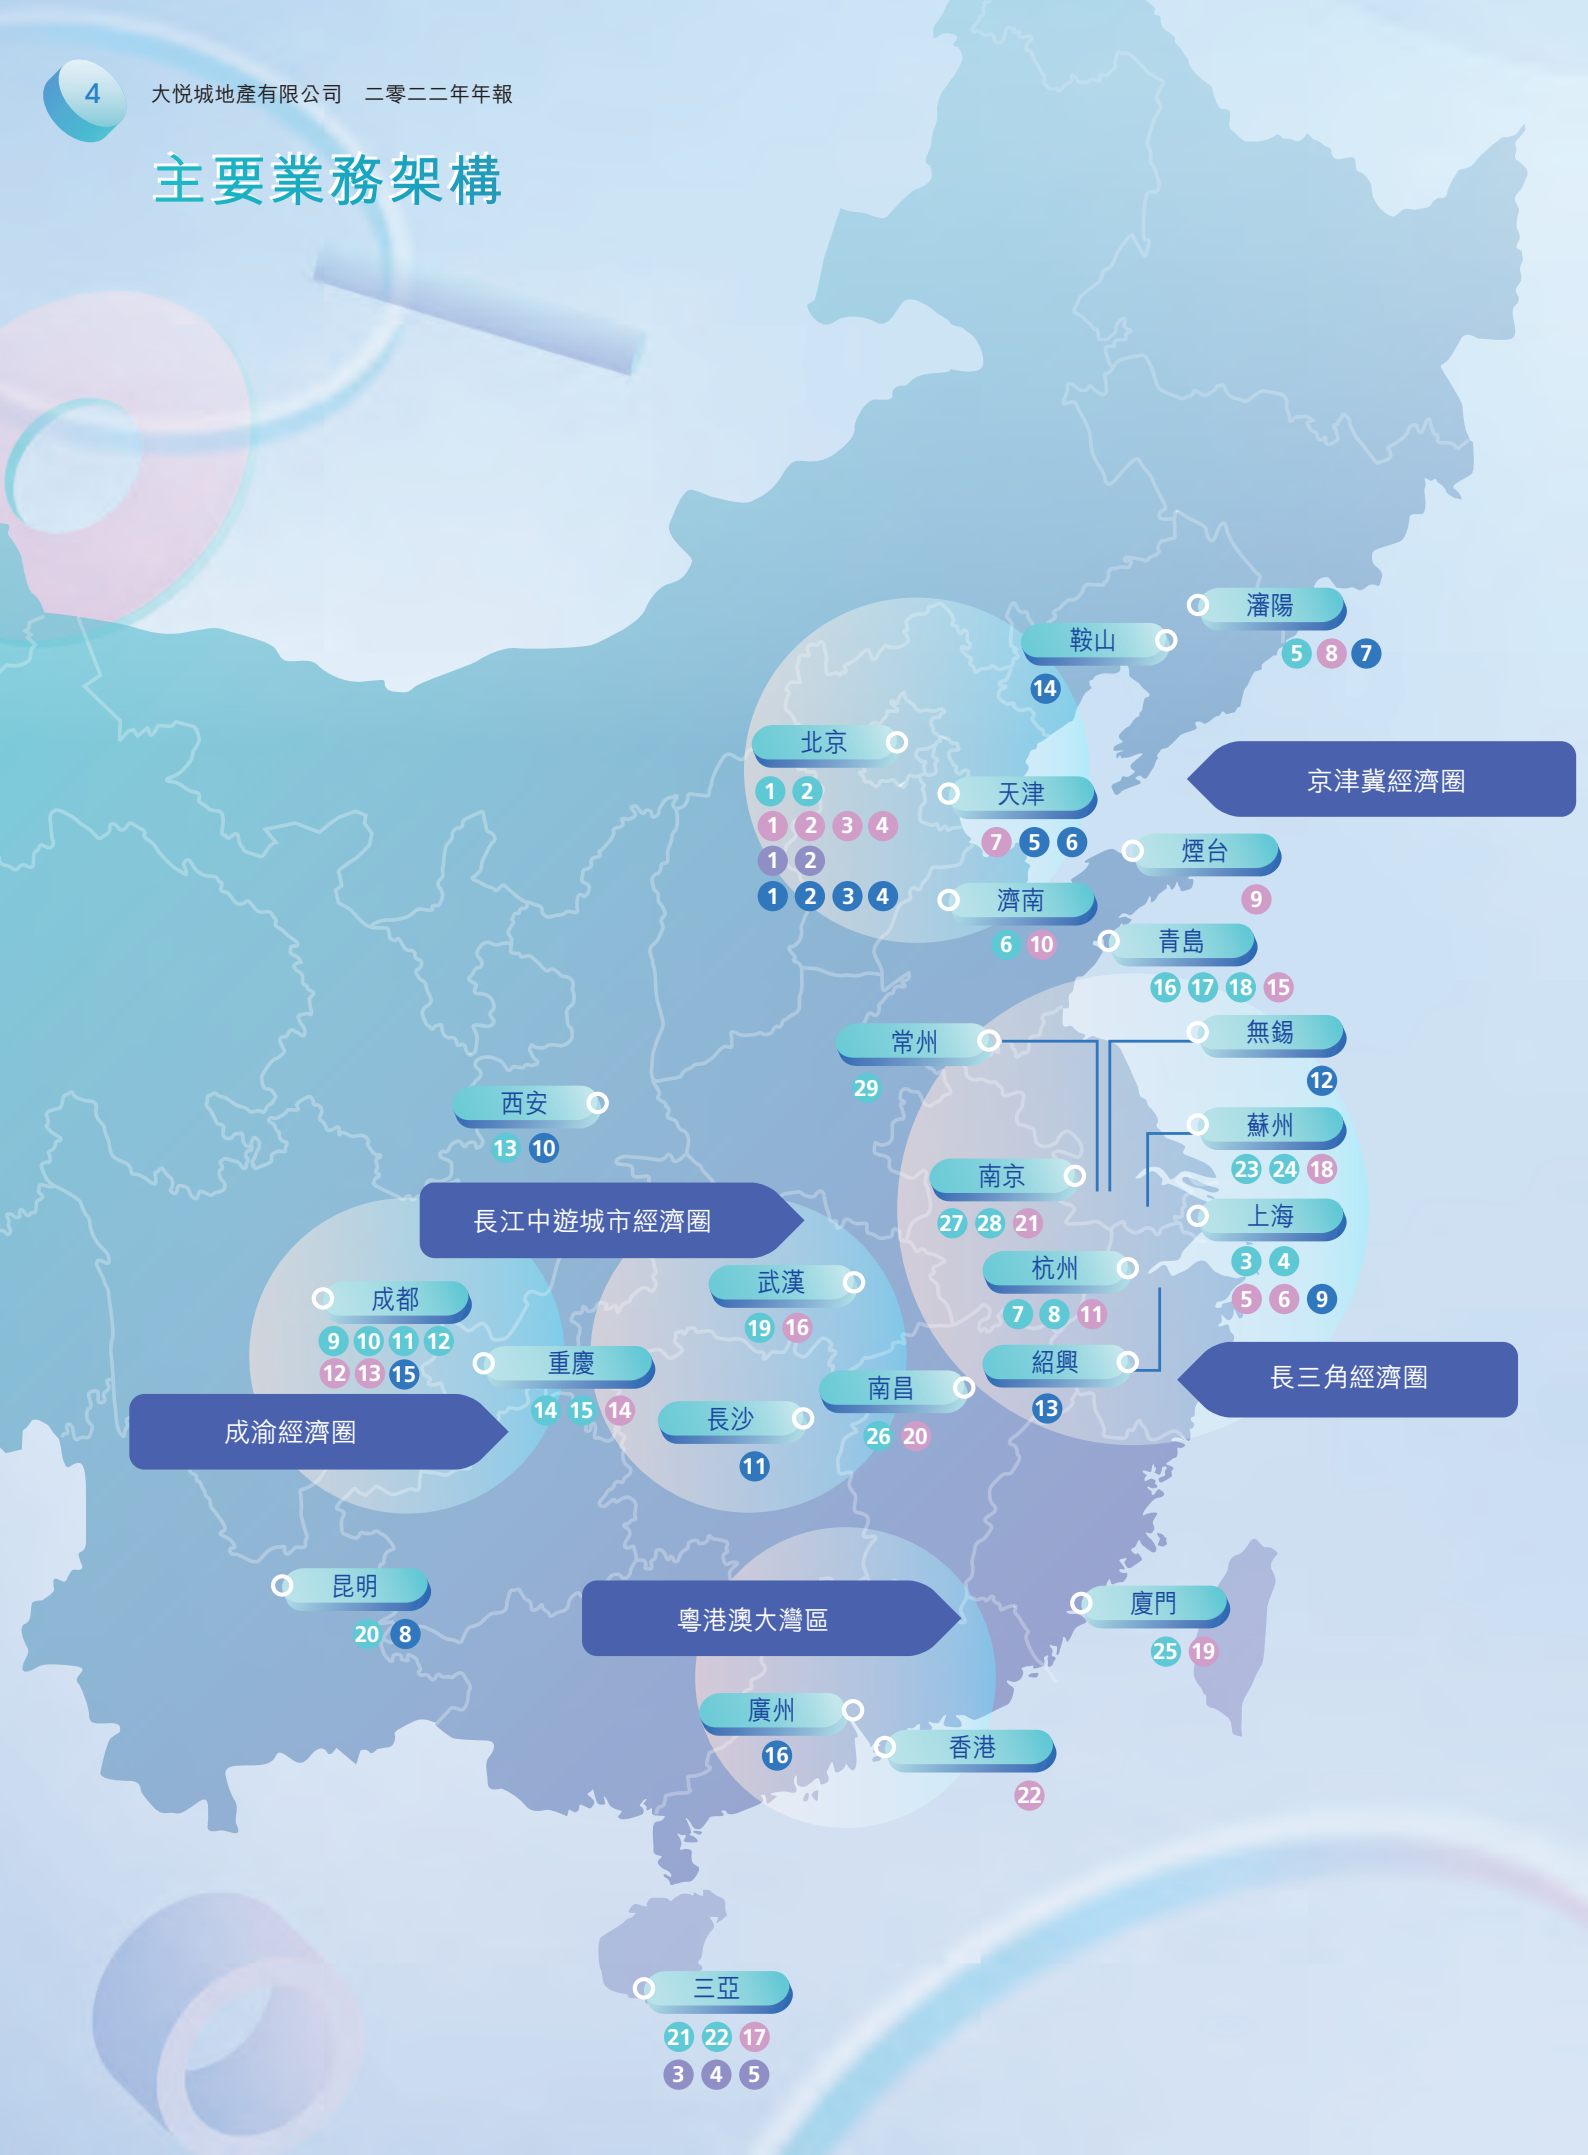 4
大悦城地產有限公司 二零二二年年報
主要業務架構
瀋陽
5 8 7
鞍山
14
北京
1 2
1 2 3 4
1 2
1 2 3 4
天津
7 5 6
京津冀經濟圈
煙台
9
濟南
6 10
青島
16 17 18 15
常州
29
無錫
12
西安
13 10
蘇州
23 24 18
南京
27 28 21
上海
3 4
5 6 9
長江中遊城市經濟圈
杭州
7 8 11
武漢
19 16
成都
9 10 11 12
12 13 15
重慶
14 15 14
紹興
13
長三角經濟圈
南昌
26 20
長沙
11
成渝經濟圈
昆明
20 8
粵港澳大灣區
廈門
25 19
廣州
16
香港
22
三亞
21 22 17
3 4 5